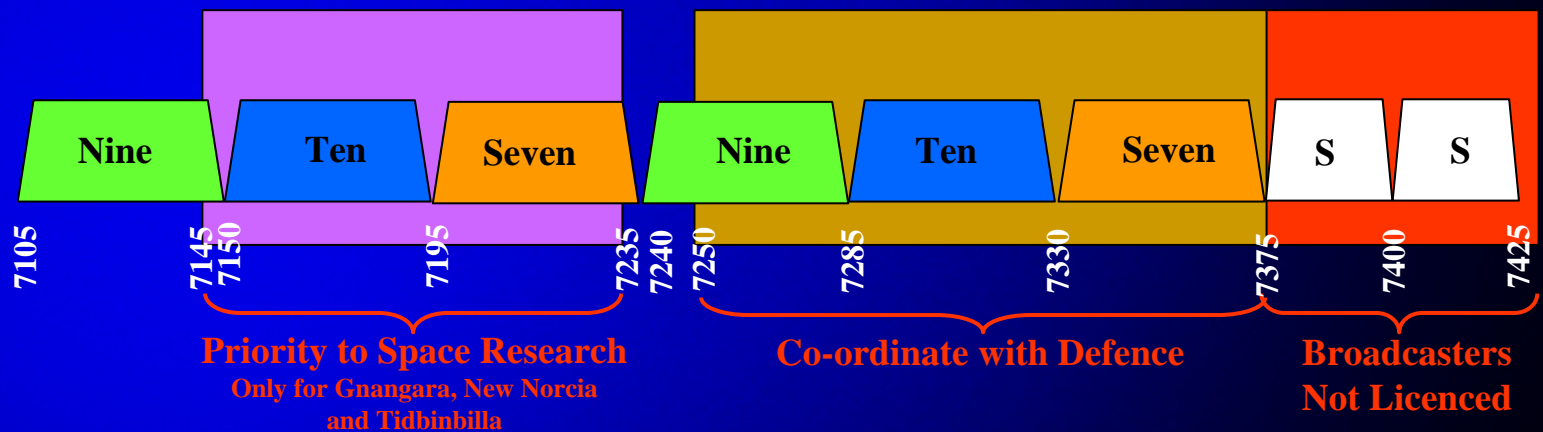 Nine
Ten
Seven
Nine
Ten
Seven
S
S
7105
7145
7150
7195
7235
7240
7250
7285
7330
7375
7400
7425
Priority to Space Research
Only for Gnangara, New Norcia
and Tidbinbilla
Co-ordinate with Defence
Broadcasters
Not Licenced